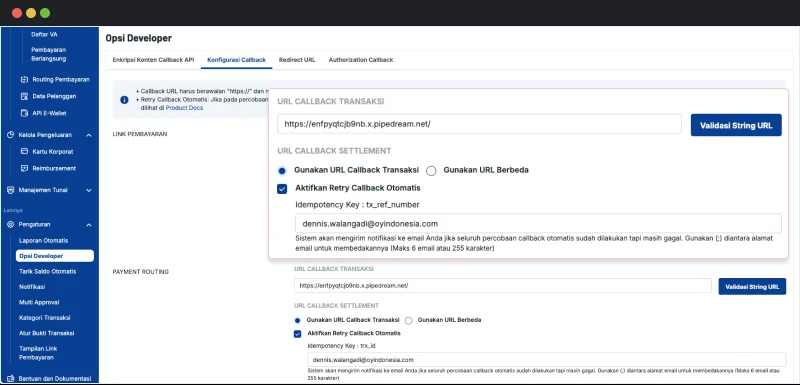 Daftar VA
Pembayaran
Berlangsung
Routing Pembayaran
Data Pelanggan
API E-Wallet
Kelola Pengeluaran
Kartu Korporat
Reimbursement
Manajemen Tunai
Lainnya
Pengaturan
Laporan Otomatis
Opsi Developer
Tarik Saldo Otomatis
Notifikasi
Multi Approval
Kategori Transaksi
Atur Bukti Transaksi
Tampilan Link
Pembayaran
Bantuan dan Dokumentasi
Opsi Developer
Enkripsi Konten Callback API
Konfigurasi Callback
Redirect URL
Authorization Callback
• Callback URL harus berawalan "https://" dan
• Retry Callback Otomatis: Jika pada percobaan
dilihat di Product Docs
LINK PEMBAYARAN
URL CALLBACK TRANSAKSI
https://enfpyqtcjb9nb.x.pipedream.net/
Validasi String URL
URL CALLBACK SETTLEMENT
Gunakan URL Callback Transaksi
Gunakan URL Berbeda
Aktifkan Retry Callback Otomatis
Idempotency Key : tx_ref_number
dennis.walangadi@oyindonesia.com
Sistem akan mengirim notifikasi ke email Anda jika seluruh percobaan callback otomatis sudah dilakukan tapi masih gagal. Gunakan (;) diantara alamat
email untuk membedakannya (Maks 6 email atau 255 karakter)
PAYMENT ROUTING
URL CALLBACK TRANSAKSI
https://enfpyqtcjb9nb.x.pipedream.net/
Validasi String URL
URL CALLBACK SETTLEMENT
Gunakan URL Callback Transaksi
Gunakan URL Berbeda
Aktifkan Retry Callback Otomatis
Idempotency Key : trx_id
dennis.walangadi@oyindonesia.com
Sistem akan mengirim notifikasi ke email Anda jika seluruh percobaan callback otomatis sudah dilakukan tapi masih gagal. Gunakan (;) diantara alamat email untuk membedakannya (Maks 6 email atau
255 karakter)